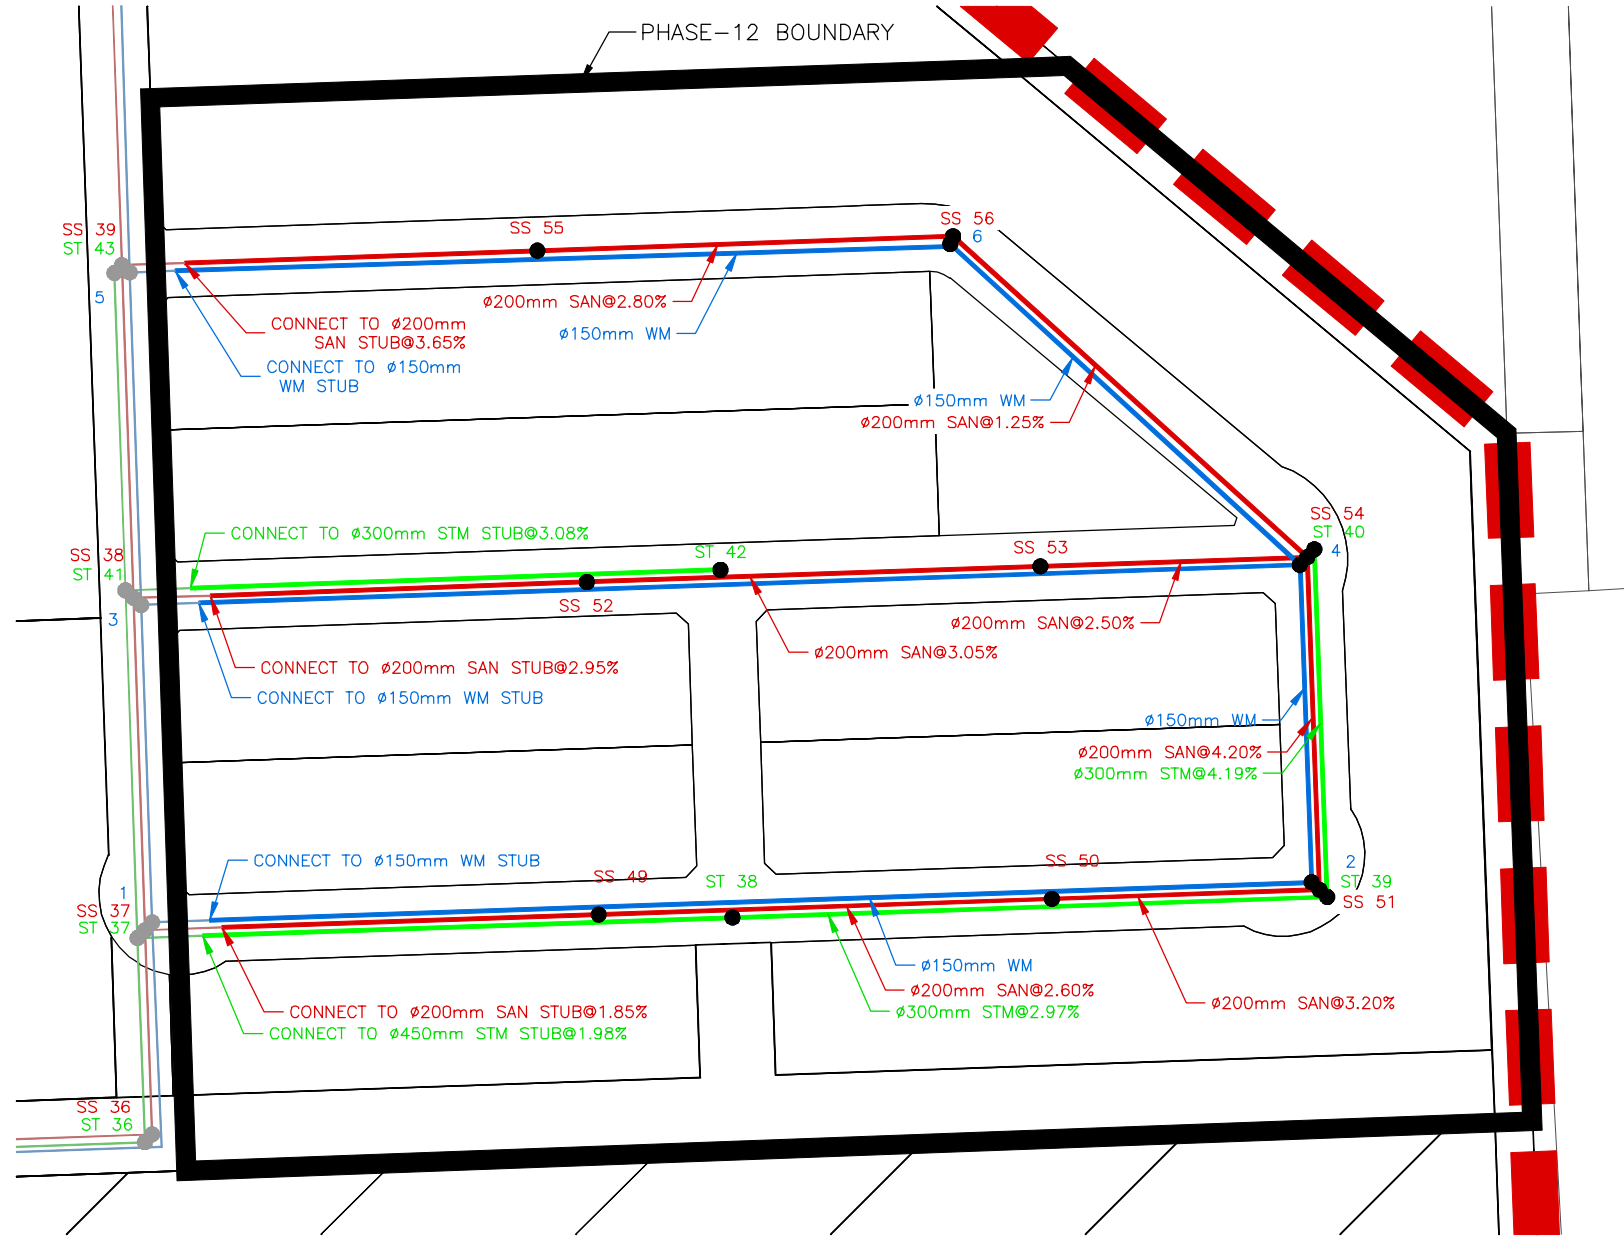 PHASE-12 BOUNDARY
SS 39
ST 43
5
SS 55
SS 56
6
ø200mm SAN@2.80%
ø150mm WM
CONNECT TO ø200mm
SAN STUB@3.65%
CONNECT TO ø150mm
WM STUB
ø150mm WM
ø200mm SAN@1.25%
SS 54
ST 40
4
CONNECT TO ø300mm STM STUB@3.08%
SS 38
ST 41
3
ST 42
SS 53
SS 52
ø200mm SAN@2.50%
ø200mm SAN@3.05%
CONNECT TO ø200mm SAN STUB@2.95%
CONNECT TO ø150mm WM STUB
ø150mm WM
ø200mm SAN@4.20%
ø300mm STM@4.19%
CONNECT TO ø150mm WM STUB
1
SS 37
ST 37
SS 49
ST 38
SS 50
2
ST 39
SS 51
ø150mm WM
ø200mm SAN@2.60%
ø300mm STM@2.97%
ø200mm SAN@3.20%
CONNECT TO ø200mm SAN STUB@1.85%
CONNECT TO ø450mm STM STUB@1.98%
SS 36
ST 36